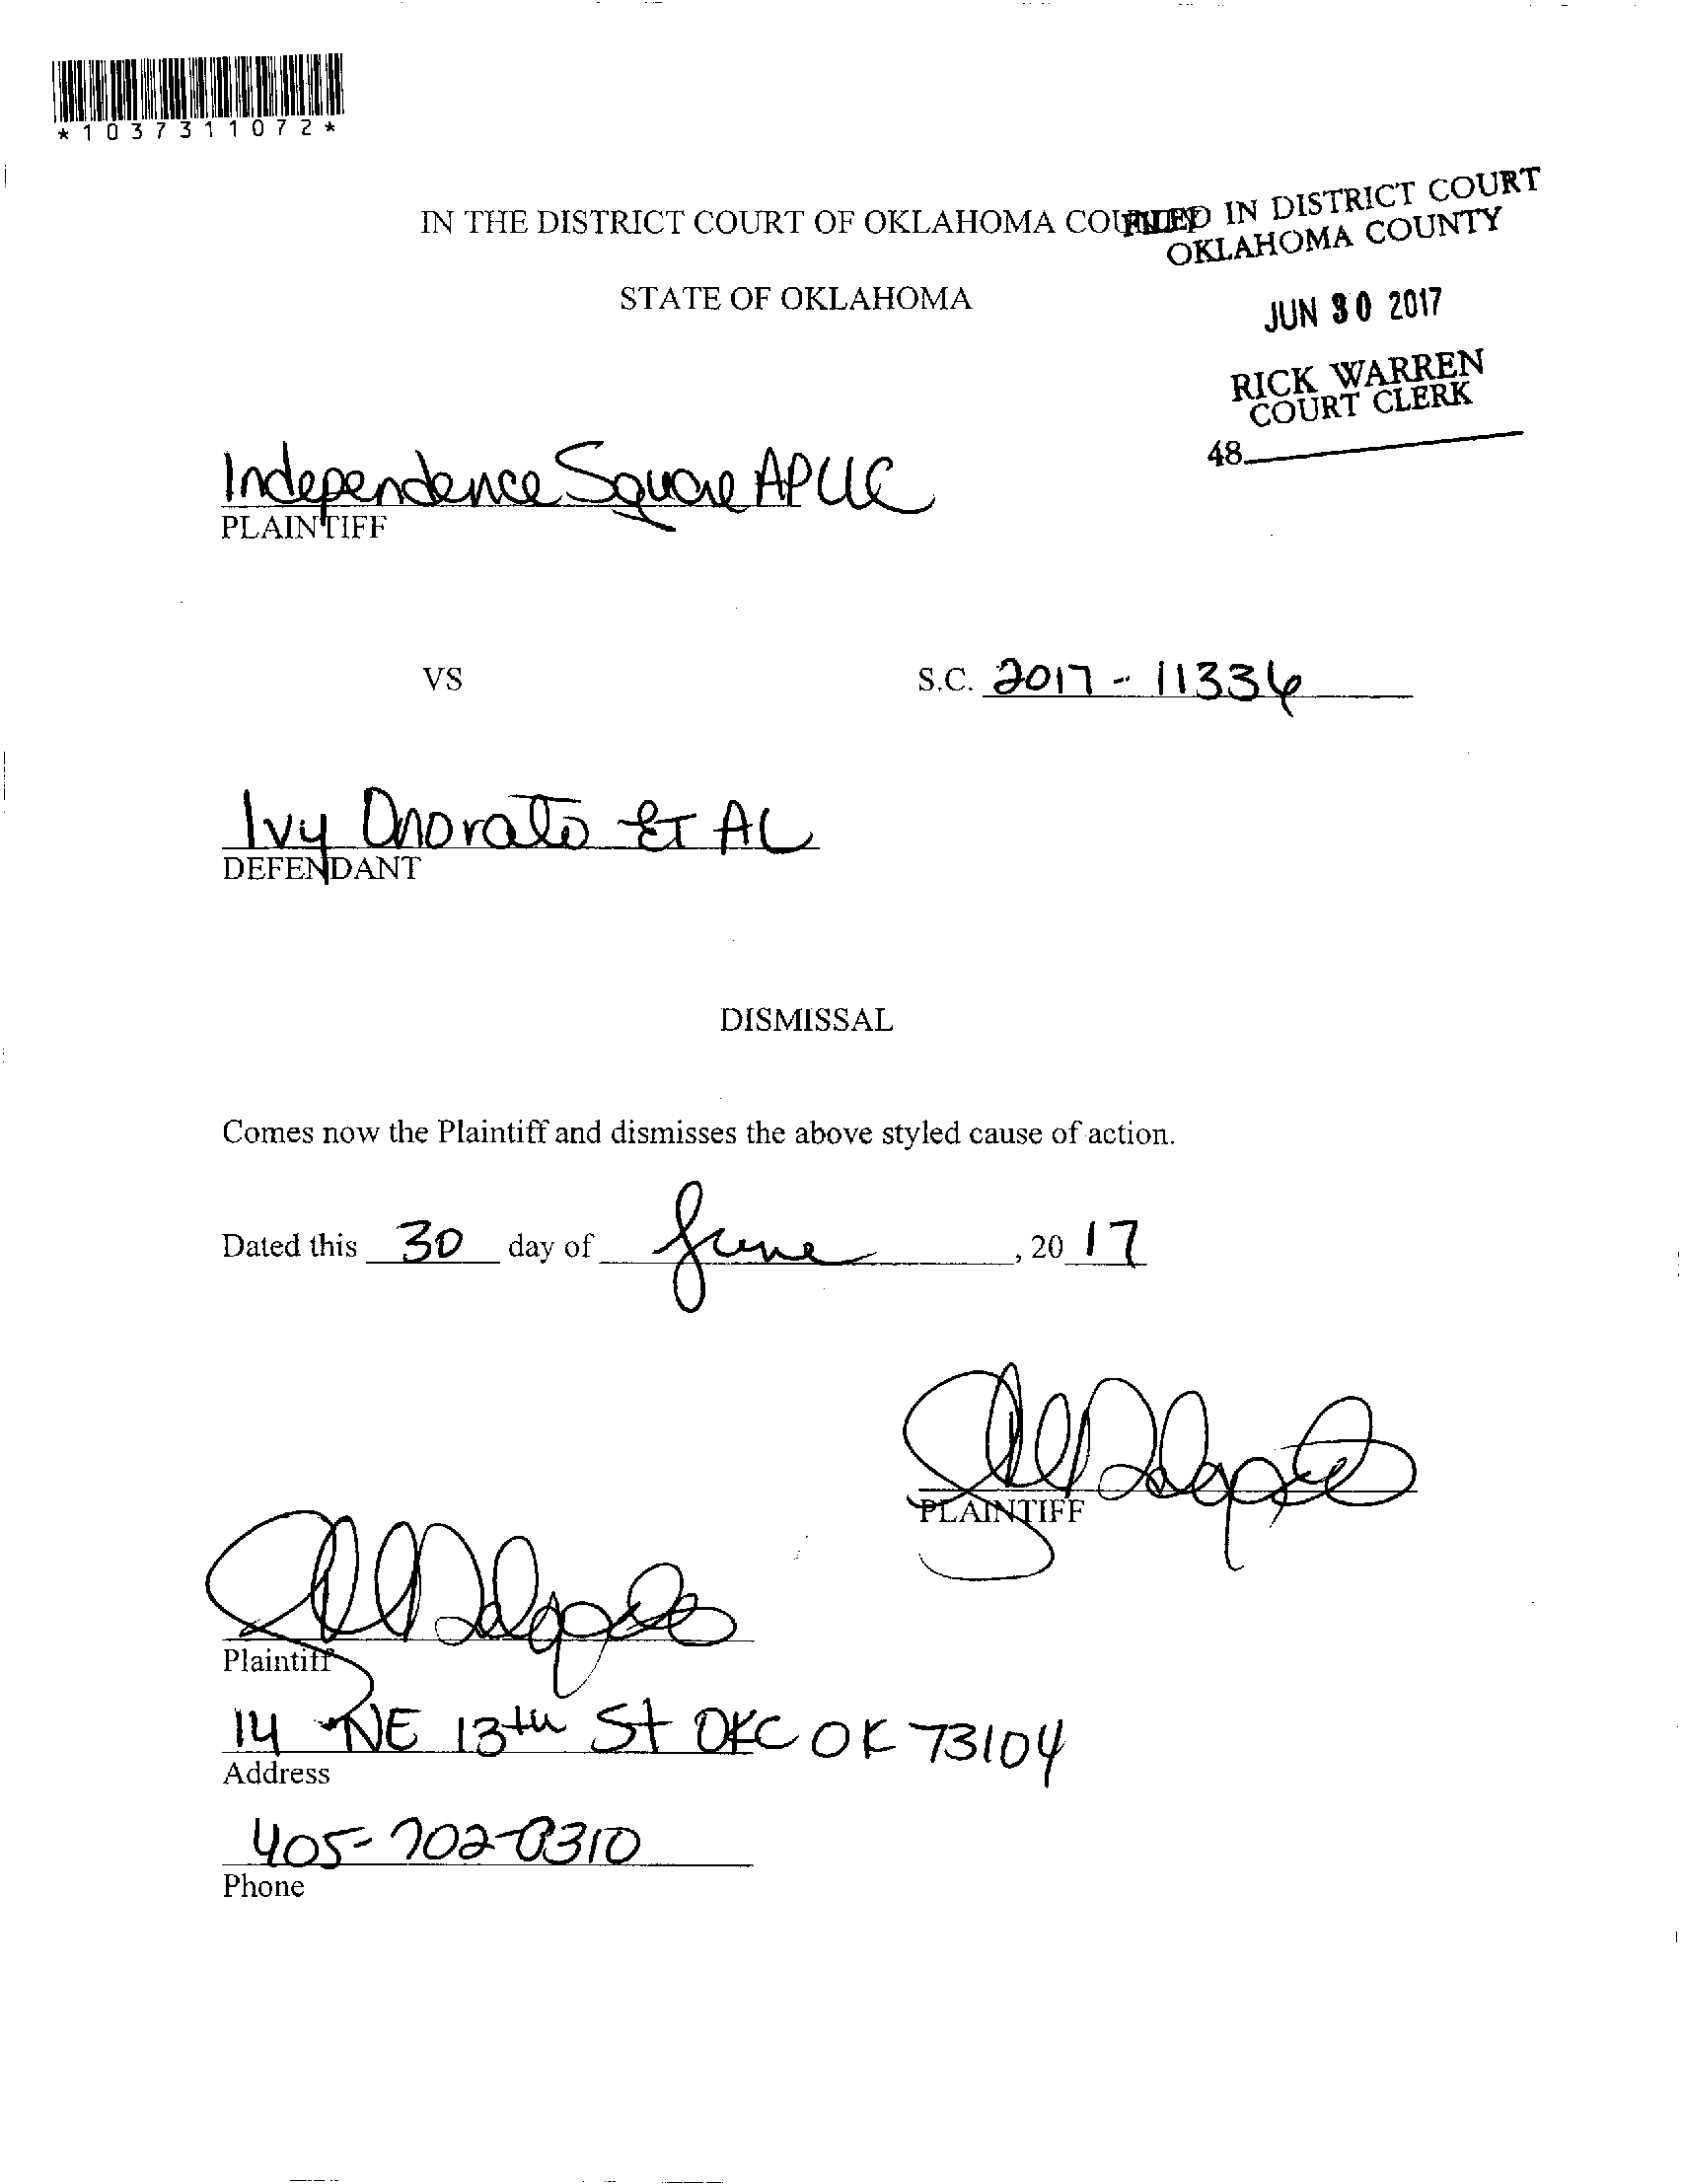 *1037311072*
IN THE DISTRICT COURT OF OKLAHOMA COUNTY
FILED IN DISTRICT COURT
OKLAHOMA COUNTY
STATE OF OKLAHOMA
JUN 30 2017
RICK WARREN
COURT CLERK
48
Independence Square AP LLC
PLAINTIFF
VS
S.C. 2017 - 11336
Ivy Onorato ET AL
DEFENDANT
DISMISSAL
Comes now the Plaintiff and dismisses the above styled cause of action.
Dated this 30 day of June, 20 17
PLAINTIFF
Plaintiff
14 NE 13th St OKC OK 73104
Address
405-702-0310
Phone